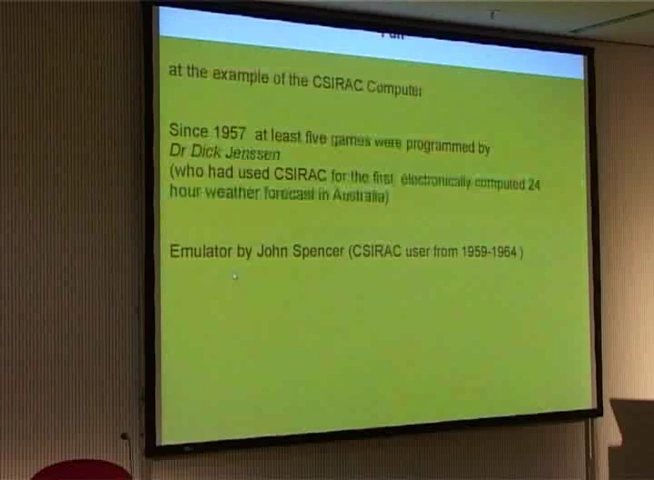 Fun
at the example of the CSIRAC Computer
Since 1957 at least five games were programmed by
Dr Dick Jenssen
(who had used CSIRAC for the first electronically computed 24
hour weather forecast in Australia)
Emulator by John Spencer (CSIRAC user from 1959-1964 )